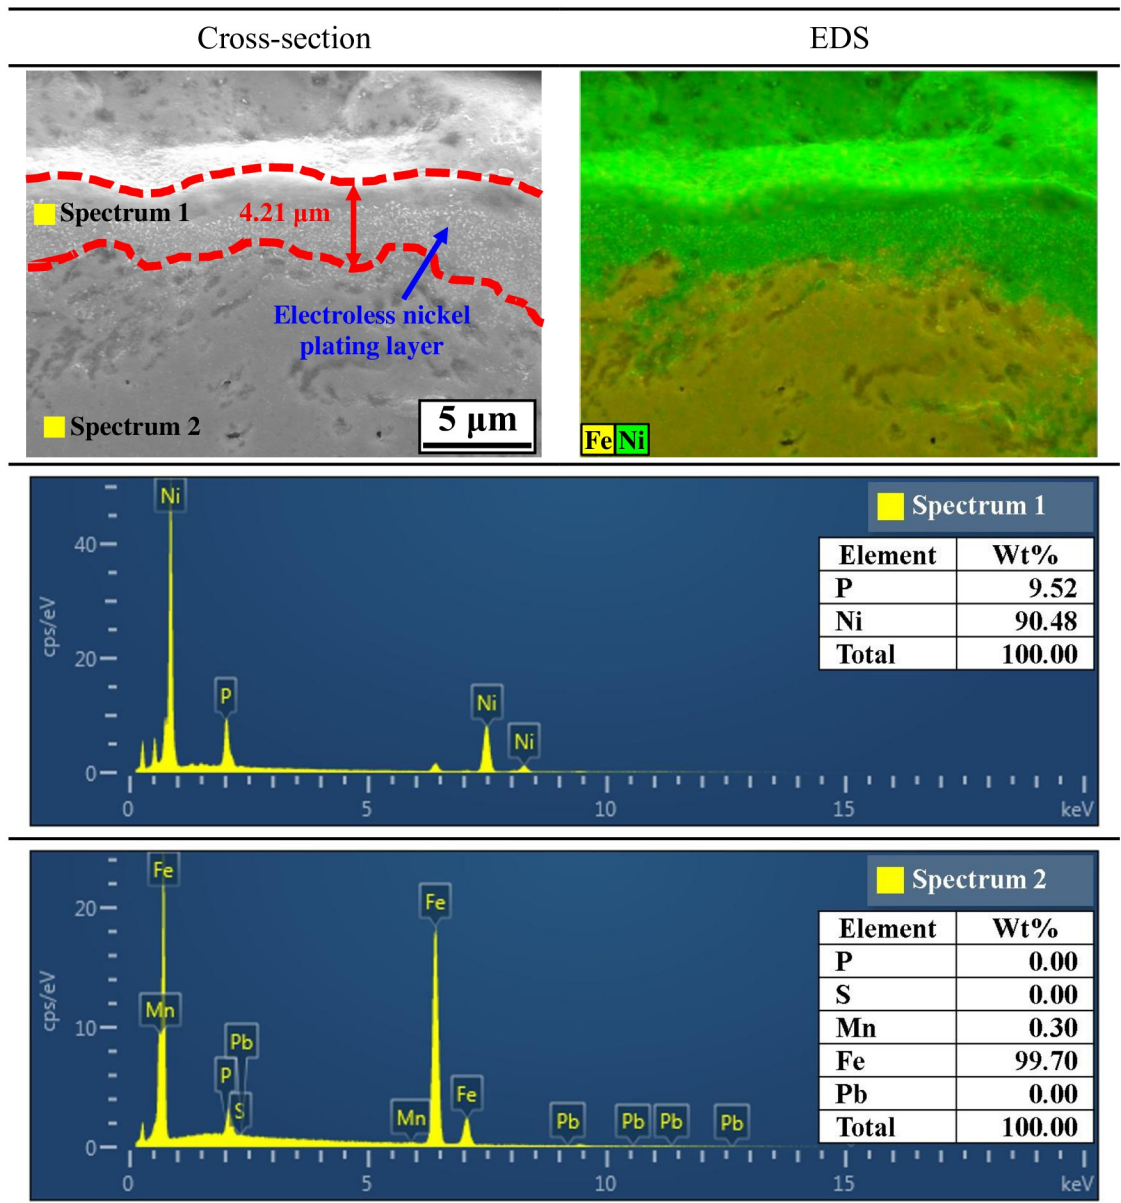 Cross-section
EDS
Spectrum 1
4.21 μm
Electroless nickel
plating layer
Spectrum 2
5 μm
Fe Ni
Spectrum 1
Element Wt%
P 9.52
Ni 90.48
Total 100.00
cps/eV
40
20
0
Ni
P
Ni
Ni
0 5 10 15 keV
Spectrum 2
Element Wt%
P 0.00
S 0.00
Mn 0.30
Fe 99.70
Pb 0.00
Total 100.00
cps/eV
20
10
0
Fe
Mn
Pb
P
S
Mn
Fe
Fe
Pb
Pb
Pb
Pb
0 5 10 15 keV